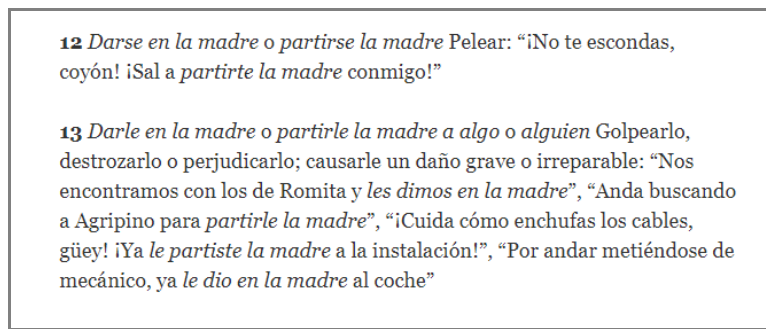 12 Darse en la madre o partirse la madre Pelear: “¡No te escondas,
coyón! ¡Sal a partirte la madre conmigo!”
13 Darle en la madre o partirle la madre a algo o alguien Golpearlo,
destrozarlo o perjudicarlo; causarle un daño grave o irreparable: “Nos
encontramos con los de Romita y les dimos en la madre”, “Anda buscando
a Agripino para partirle la madre”, “¡Cuida cómo enchufas los cables,
güey! ¡Ya le partiste la madre a la instalación!”, “Por andar metiéndose de
mecánico, ya le dio en la madre al coche”